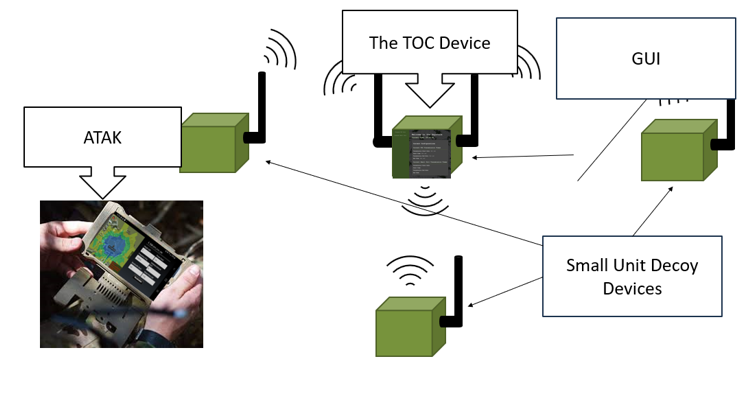 The TOC Device
GUI
ATAK
Small Unit Decoy
Devices